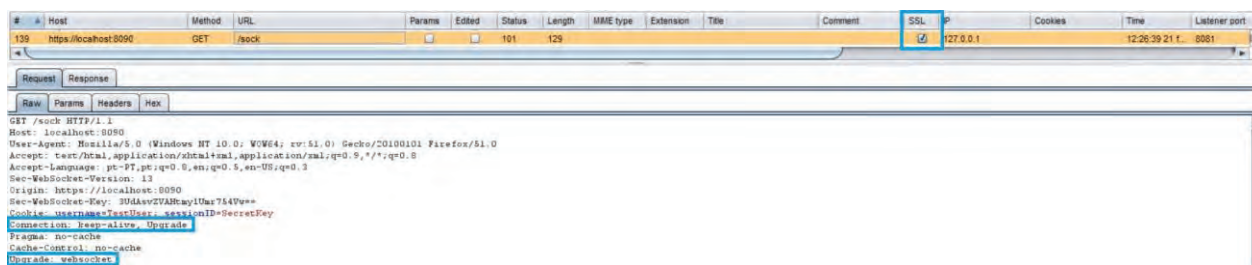 # Host Method URL Params Edited Status Length MIME type Extension Title Comment SSL IP Cookies Time Listener port
139 https://localhost:8090 GET /sock 101 129 127.0.0.1 12:26:39 21 f... 8081
Request Response
Raw Params Headers Hex
GET /sock HTTP/1.1
Host: localhost:8090
User-Agent: Mozilla/5.0 (Windows NT 10.0; WOW64; rv:51.0) Gecko/20100101 Firefox/51.0
Accept: text/html,application/xhtml+xml,application/xml;q=0.9,*/*;q=0.8
Accept-Language: pt-PT,pt;q=0.8,en;q=0.5,en-US;q=0.3
Sec-WebSocket-Version: 13
Origin: https://localhost:8090
Sec-WebSocket-Key:
Cookie: username=TestUser; sessionID=SecretKey
Connection: keep-alive, Upgrade
Pragma: no-cache
Cache-Control: no-cache
Upgrade: websocket